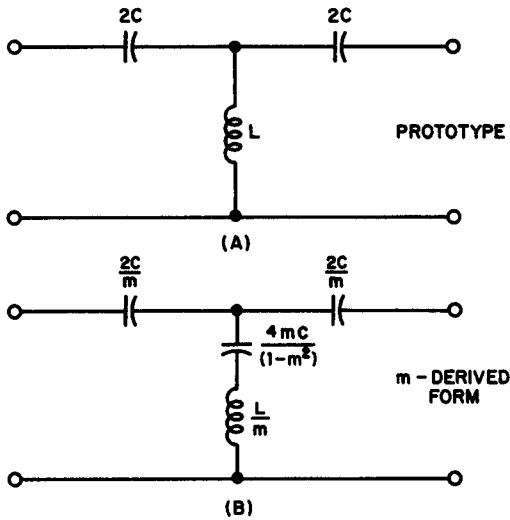 2C 2C
L
PROTOTYPE
(A)
2C/m 2C/m
4mC/(1-m²)
m - DERIVED
FORM
L/m
(B)